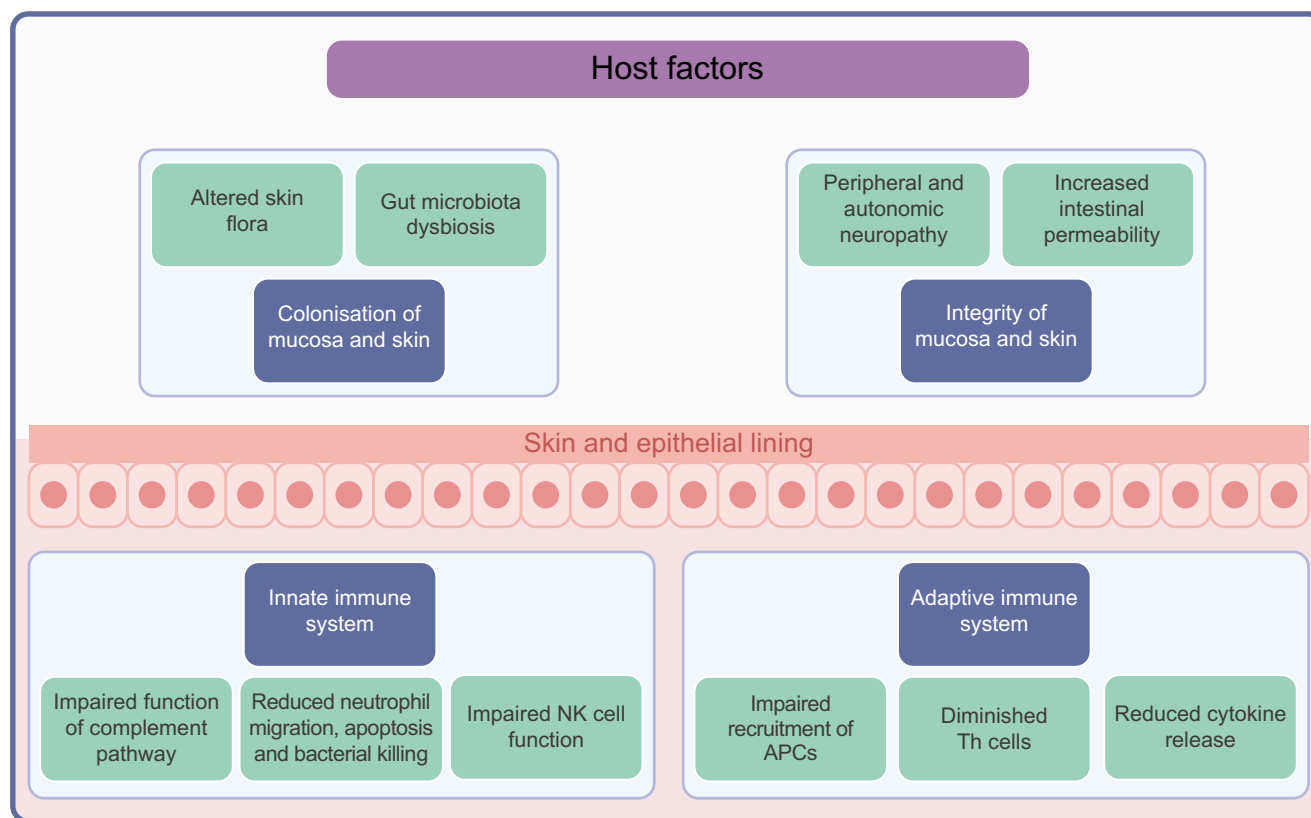 Host factors
Altered skin
flora
Gut microbiota
dysbiosis
Colonisation of
mucosa and skin
Peripheral and
autonomic
neuropathy
Increased
intestinal
permeability
Integrity of
mucosa and skin
Skin and epithelial lining
Innate immune
system
Impaired function
of complement
pathway
Reduced neutrophil
migration, apoptosis
and bacterial killing
Impaired NK cell
function
Adaptive immune
system
Impaired
recruitment of
APCs
Diminished
Th cells
Reduced cytokine
release